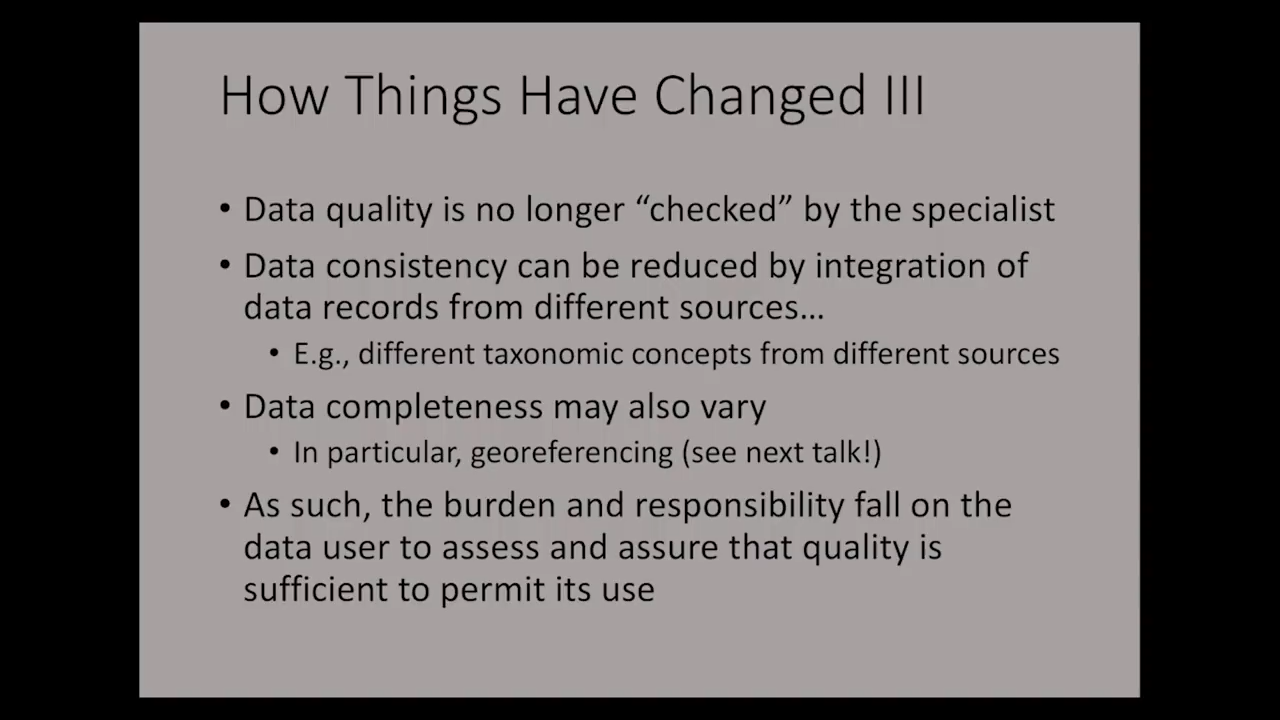 How Things Have Changed III
• Data quality is no longer “checked” by the specialist
• Data consistency can be reduced by integration of
data records from different sources…
• E.g., different taxonomic concepts from different sources
• Data completeness may also vary
• In particular, georeferencing (see next talk!)
• As such, the burden and responsibility fall on the
data user to assess and assure that quality is
sufficient to permit its use